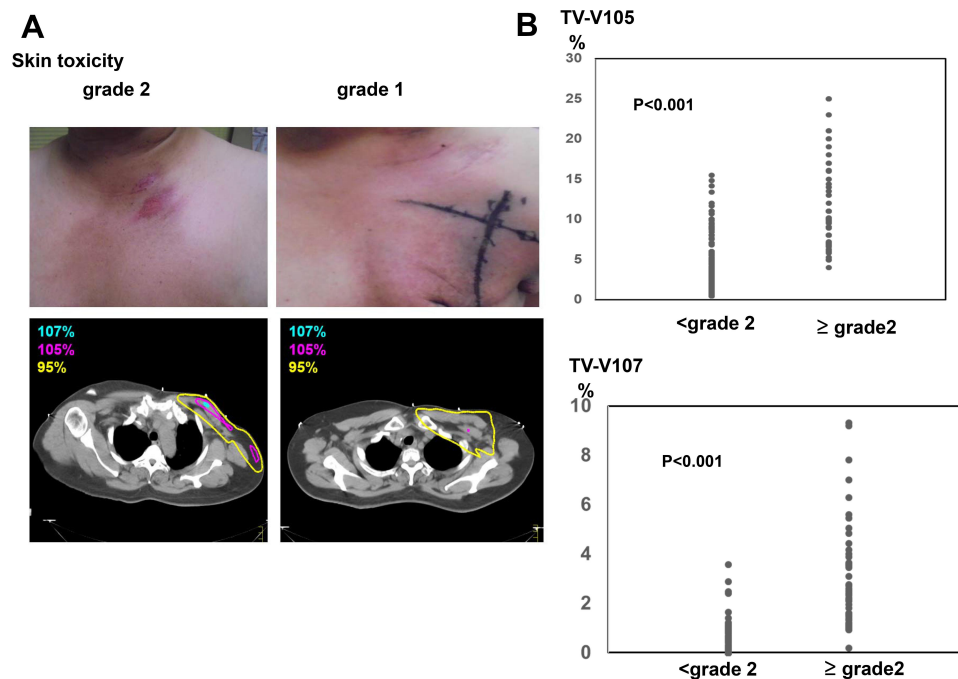 A
Skin toxicity
grade 2
grade 1
107%
105%
95%
107%
105%
95%
B
TV-V105
%
30
25
20
15
10
5
0
P<0.001
<grade 2
≥ grade2
TV-V107
%
10
8
6
4
2
0
P<0.001
<grade 2
≥ grade2